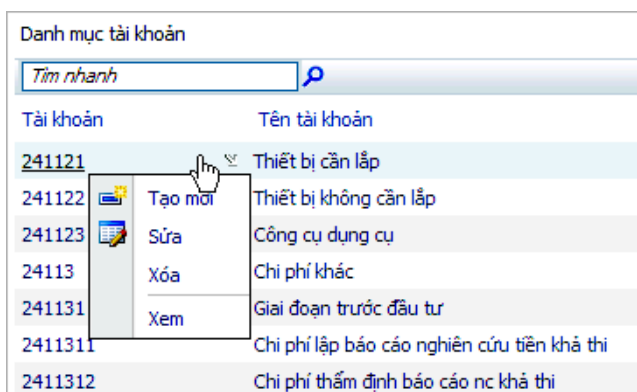 Danh mục tài khoản
Tìm nhanh
Tài khoản Tên tài khoản
241121 Thiết bị cần lắp
241122 Tạo mới Thiết bị không cần lắp
241123 Sửa Công cụ dụng cụ
24113 Xóa Chi phí khác
241131 Giai đoạn trước đầu tư
Xem
2411311 Chi phí lập báo cáo nghiên cứu tiền khả thi
2411312 Chi phí thẩm định báo cáo nc khả thi